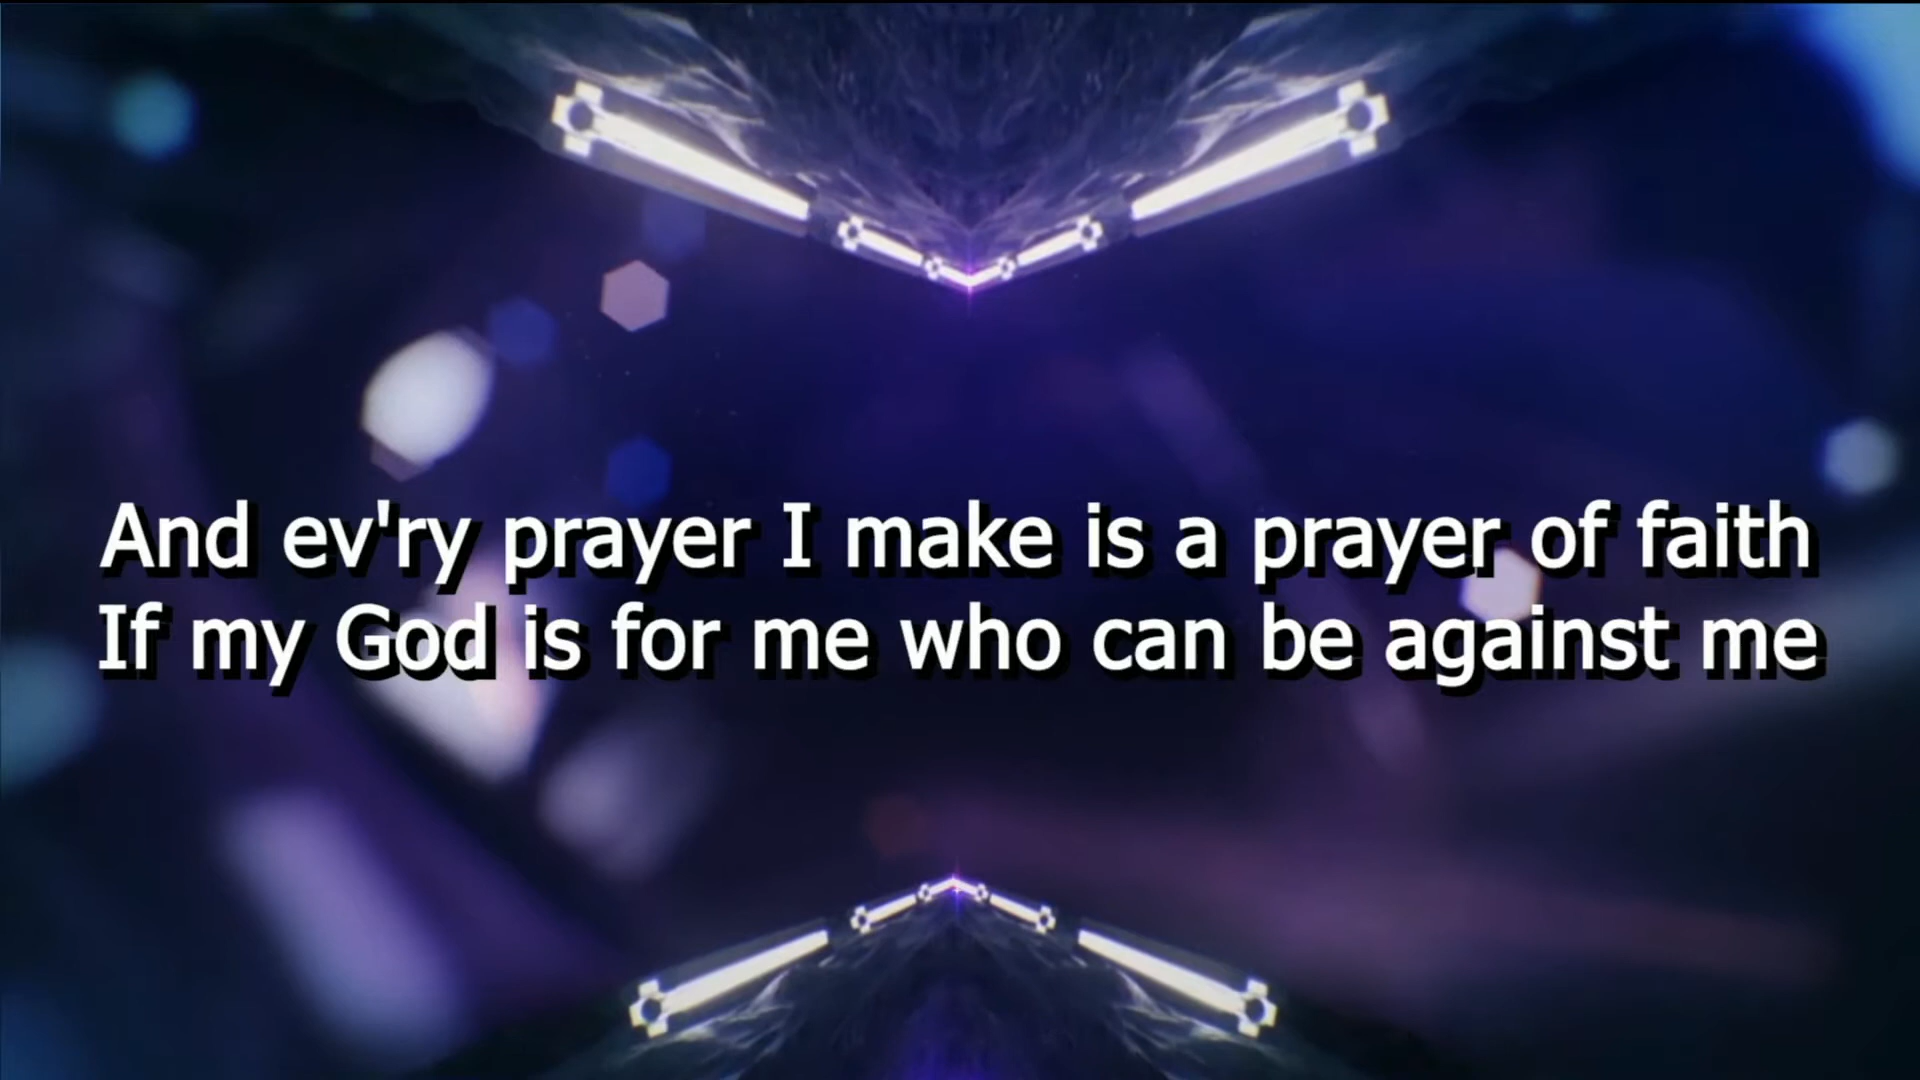 And ev'ry prayer I make is a prayer of faith
If my God is for me who can be against me